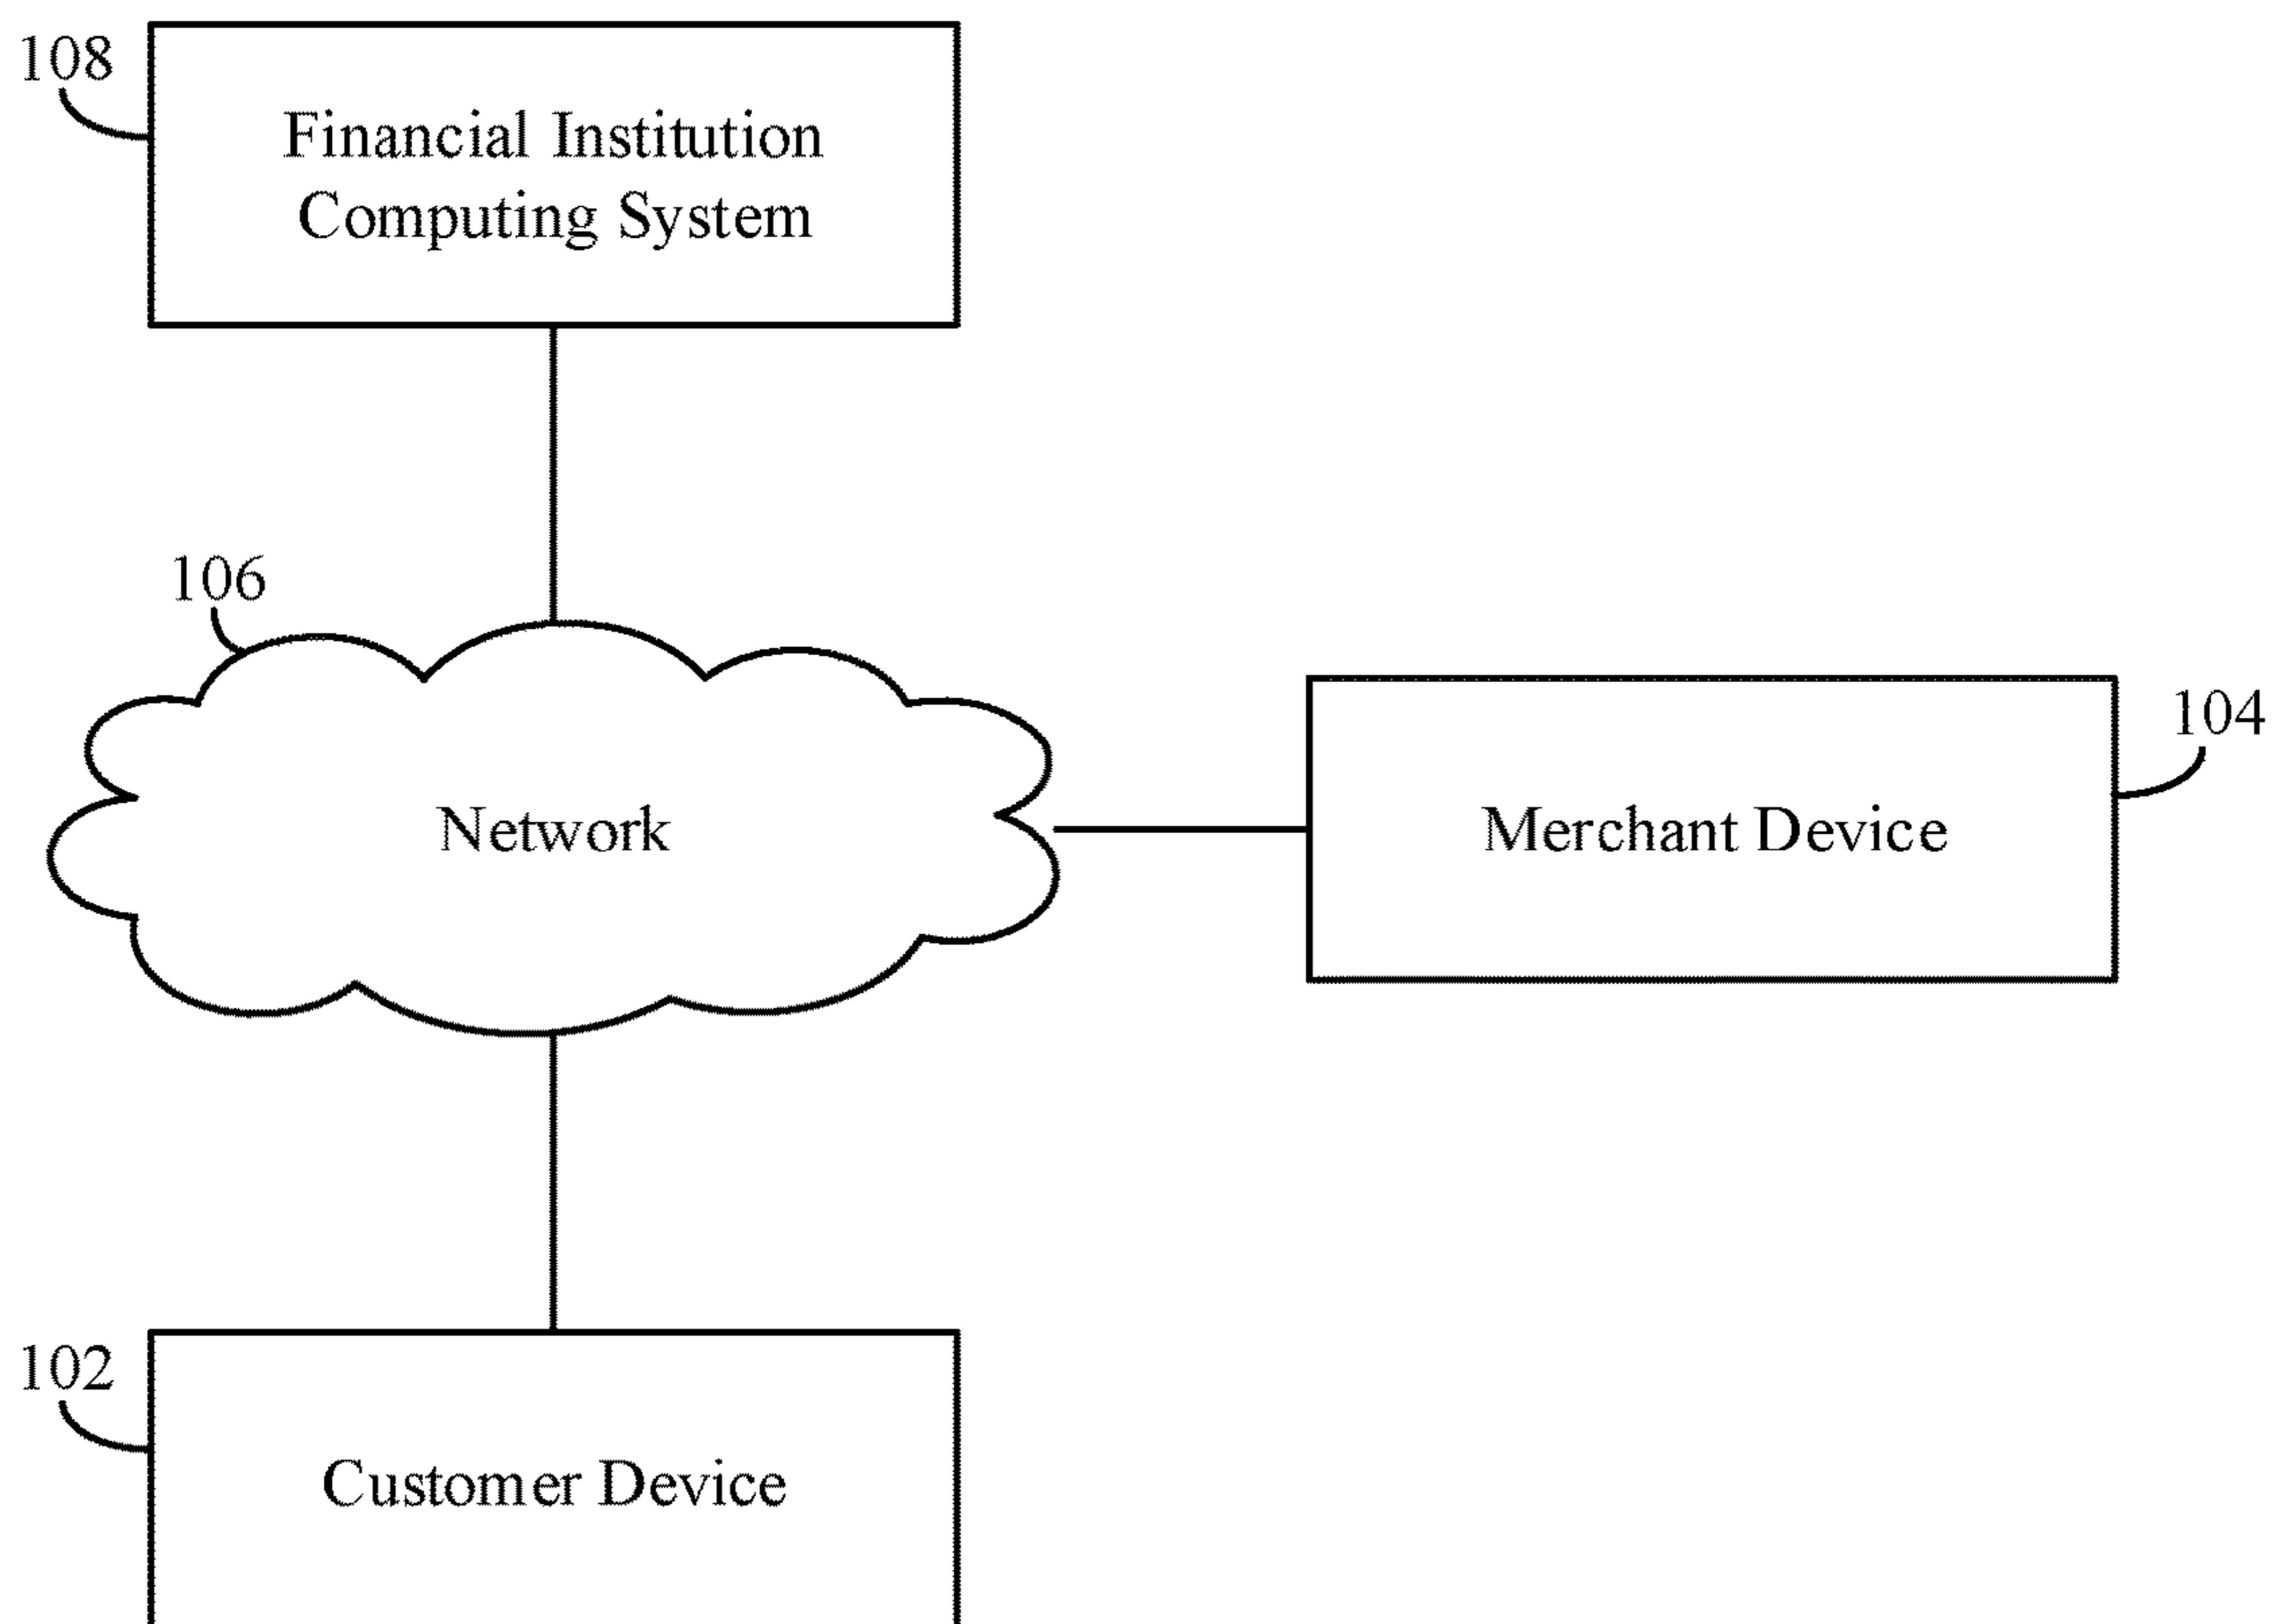 108
Financial Institution
Computing System
106
Network
Merchant Device
104
102
Customer Device